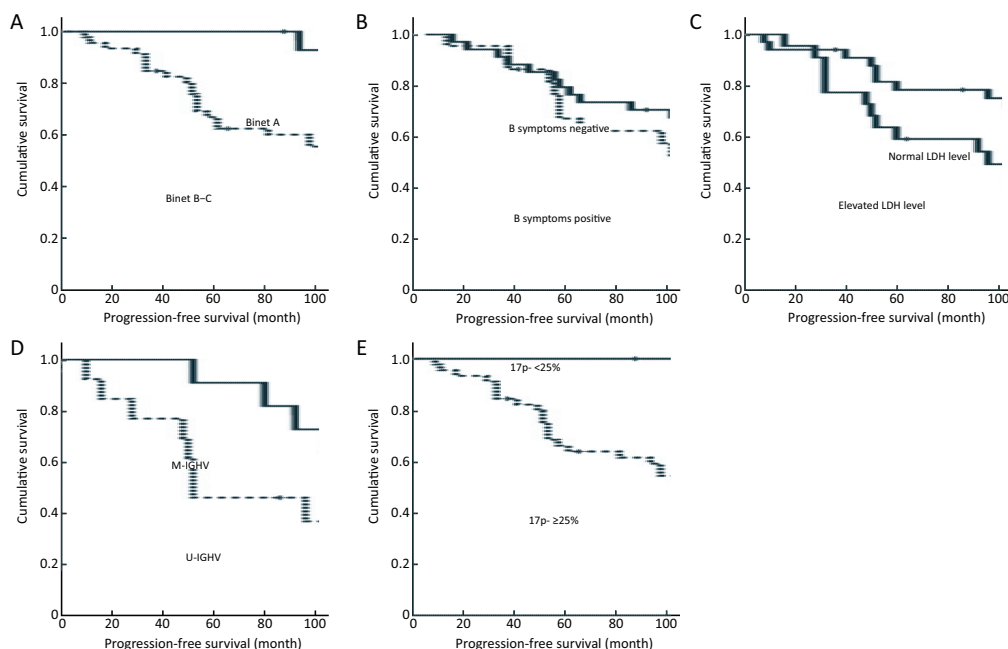 A
Cumulative survival
1.0
0.8
0.6
0.4
0.2
0
Binet A
Binet B–C
0 20 40 60 80 100
Progression-free survival (month)
B
Cumulative survival
1.0
0.8
0.6
0.4
0.2
0
B symptoms negative
B symptoms positive
0 20 40 60 80 100
Progression-free survival (month)
C
Cumulative survival
1.0
0.8
0.6
0.4
0.2
0
Normal LDH level
Elevated LDH level
0 20 40 60 80 100
Progression-free survival (month)
D
Cumulative survival
1.0
0.8
0.6
0.4
0.2
0
M-IGHV
U-IGHV
0 20 40 60 80 100
Progression-free survival (month)
E
Cumulative survival
1.0
0.8
0.6
0.4
0.2
0
17p- <25%
17p- ≥25%
0 20 40 60 80 100
Progression-free survival (month)